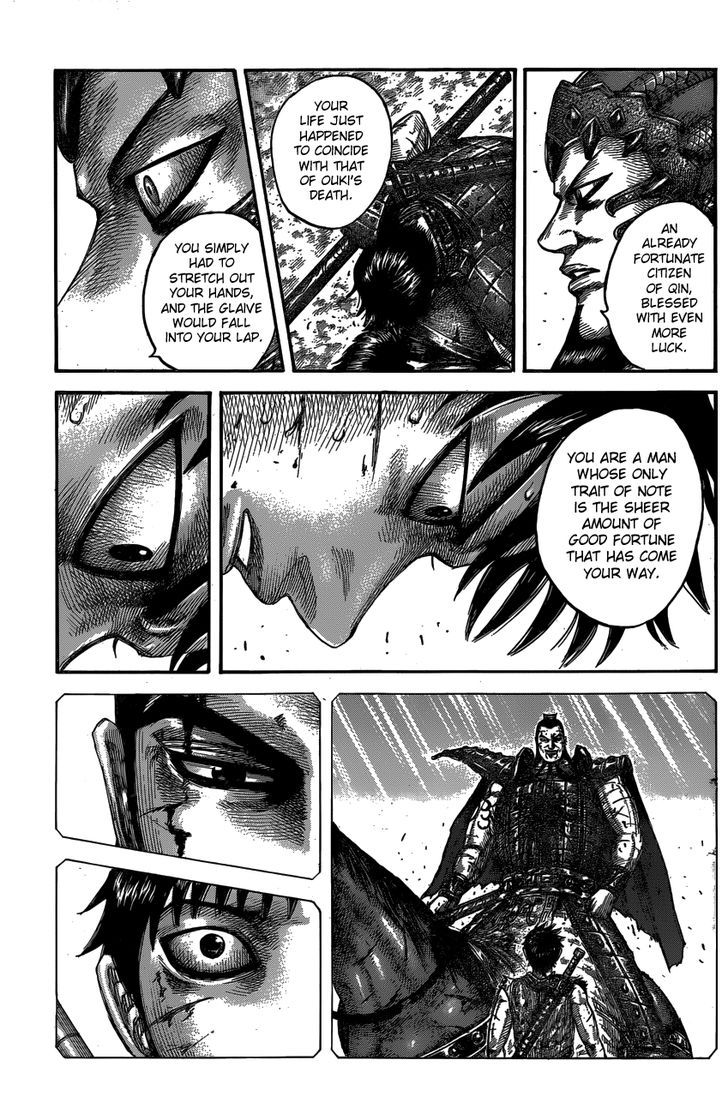 AN
ALREADY
FORTUNATE
CITIZEN
OF QIN,
BLESSED
WITH EVEN
MORE
LUCK.
YOUR
LIFE JUST
HAPPENED
TO COINCIDE
WITH THAT
OF OUKI'S
DEATH.
YOU SIMPLY
HAD TO
STRETCH OUT
YOUR HANDS,
AND THE GLAIVE
WOULD FALL
INTO YOUR LAP.
YOU ARE A MAN
WHOSE ONLY
TRAIT OF NOTE
IS THE SHEER
AMOUNT OF
GOOD FORTUNE
THAT HAS COME
YOUR WAY.